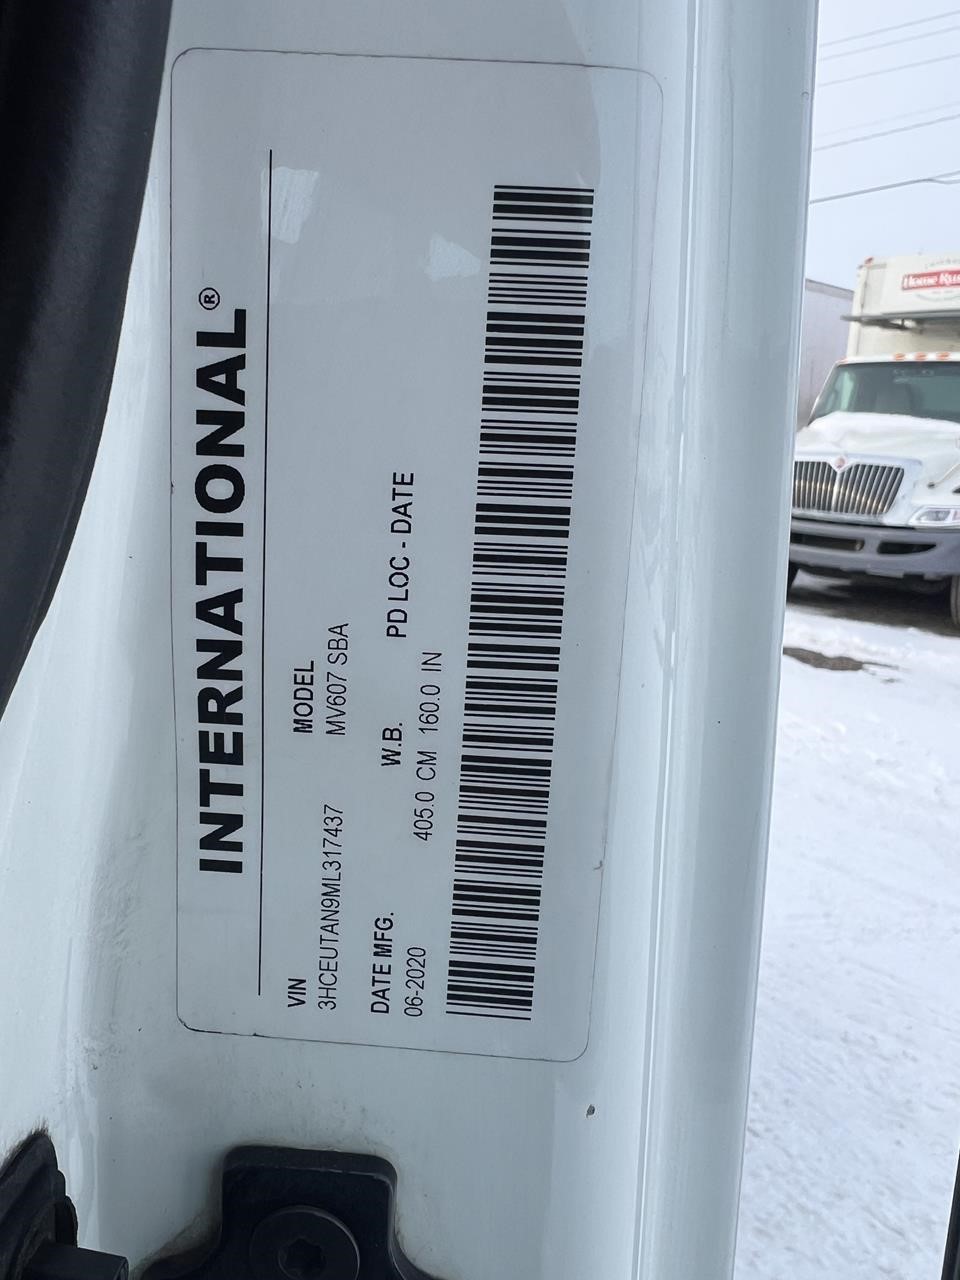 INTERNATIONAL®
VIN MODEL
3HCEUTAN9ML317437 MV607 SBA
DATE MFG. W.B. PD LOC - DATE
06-2020 405.0 CM 160.0 IN